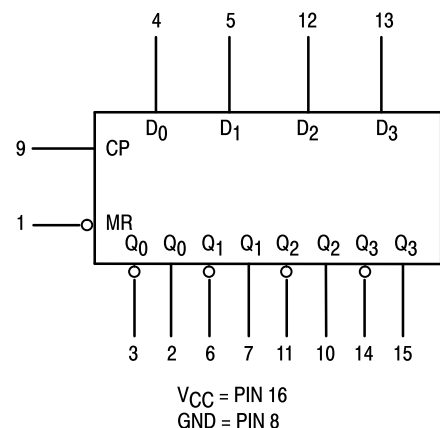 4 5 12 13
D0 D1 D2 D3
9 CP
1 MR
Q0 Q0 Q1 Q1 Q2 Q2 Q3 Q3
3 2 6 7 11 10 14 15
VCC = PIN 16
GND = PIN 8